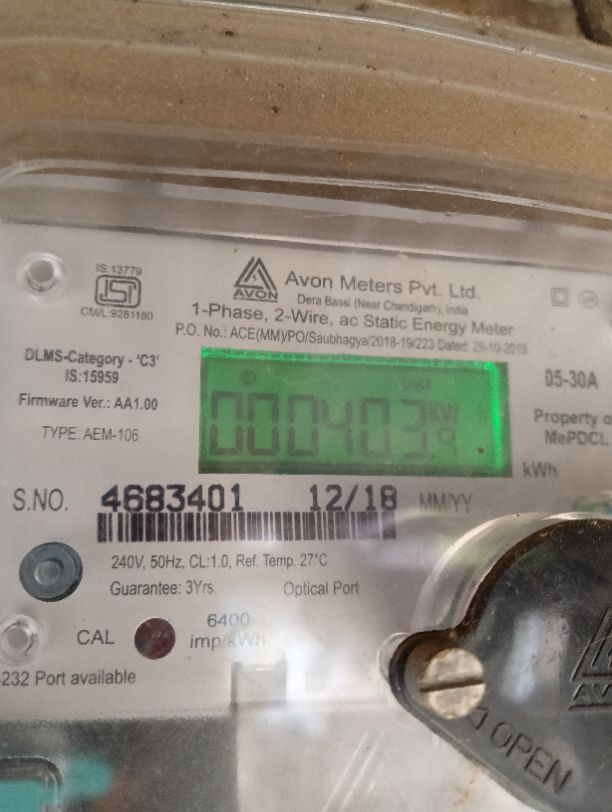 IS:13779
ISI
CM/L:9281180
AVON
Avon Meters Pvt. Ltd.
Dera Bassi (Near Chandigarh), India
1-Phase, 2-Wire, ac Static Energy Meter
P.O. No.: ACE(MM)/PO/Saubhagya/2018-19/223 Dated: 29-10-2018
DLMS-Category - 'C3'
IS:15959
Firmware Ver.: AA1.00
TYPE: AEM-106
000403.9
KW h
05-30A
Property of
MePDCL
kWh
S.NO. 4683401 12/18 MM/YY
240V, 50Hz, CL:1.0, Ref. Temp. 27°C
Guarantee: 3Yrs. Optical Port
CAL
6400
imp/kWh
-232 Port available
OPEN